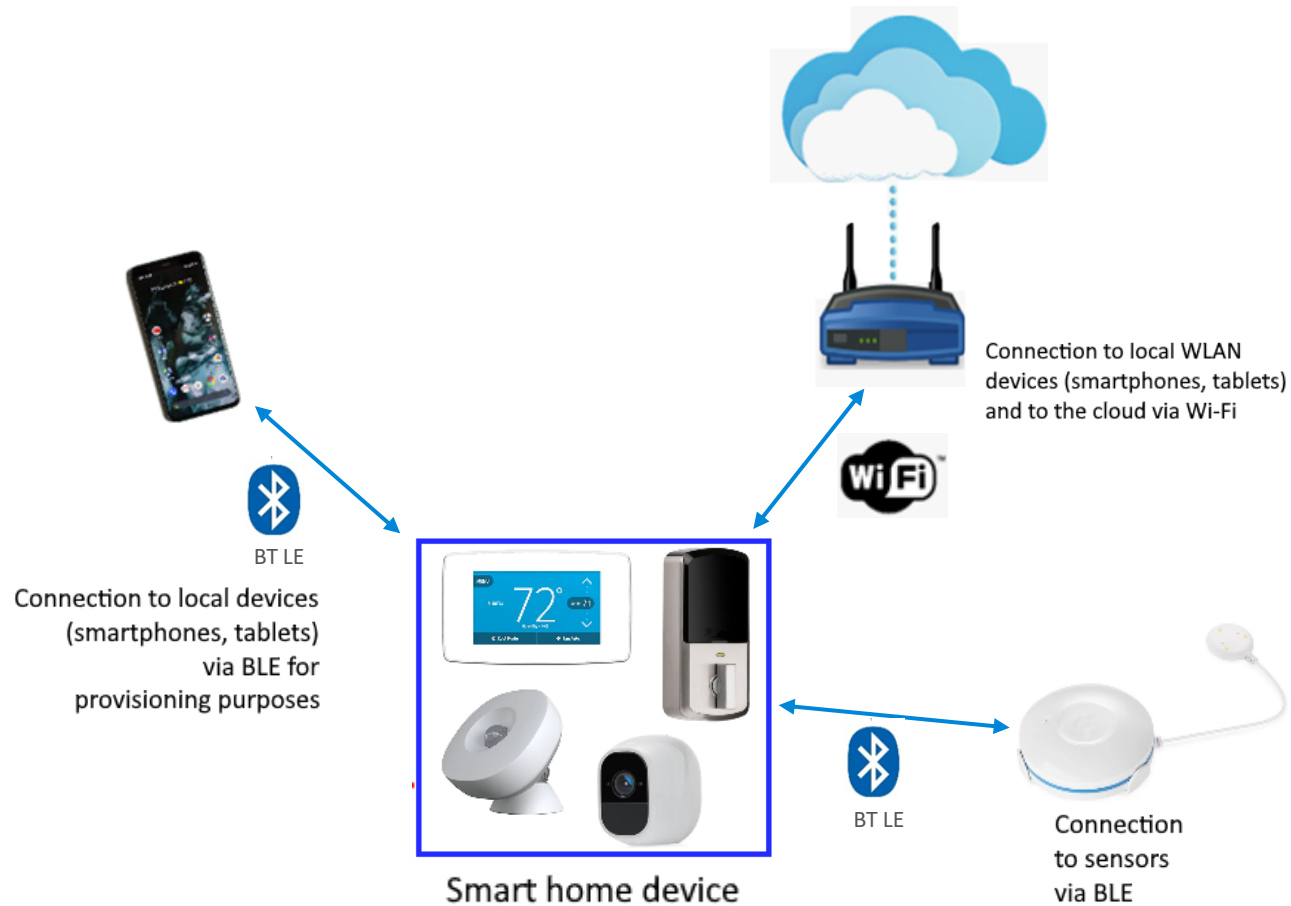 Connection to local WLAN
devices (smartphones, tablets)
and to the cloud via Wi-Fi
Wi Fi™
BT LE
Connection to local devices
(smartphones, tablets)
via BLE for
provisioning purposes
72°
BT LE
Connection
to sensors
via BLE
Smart home device